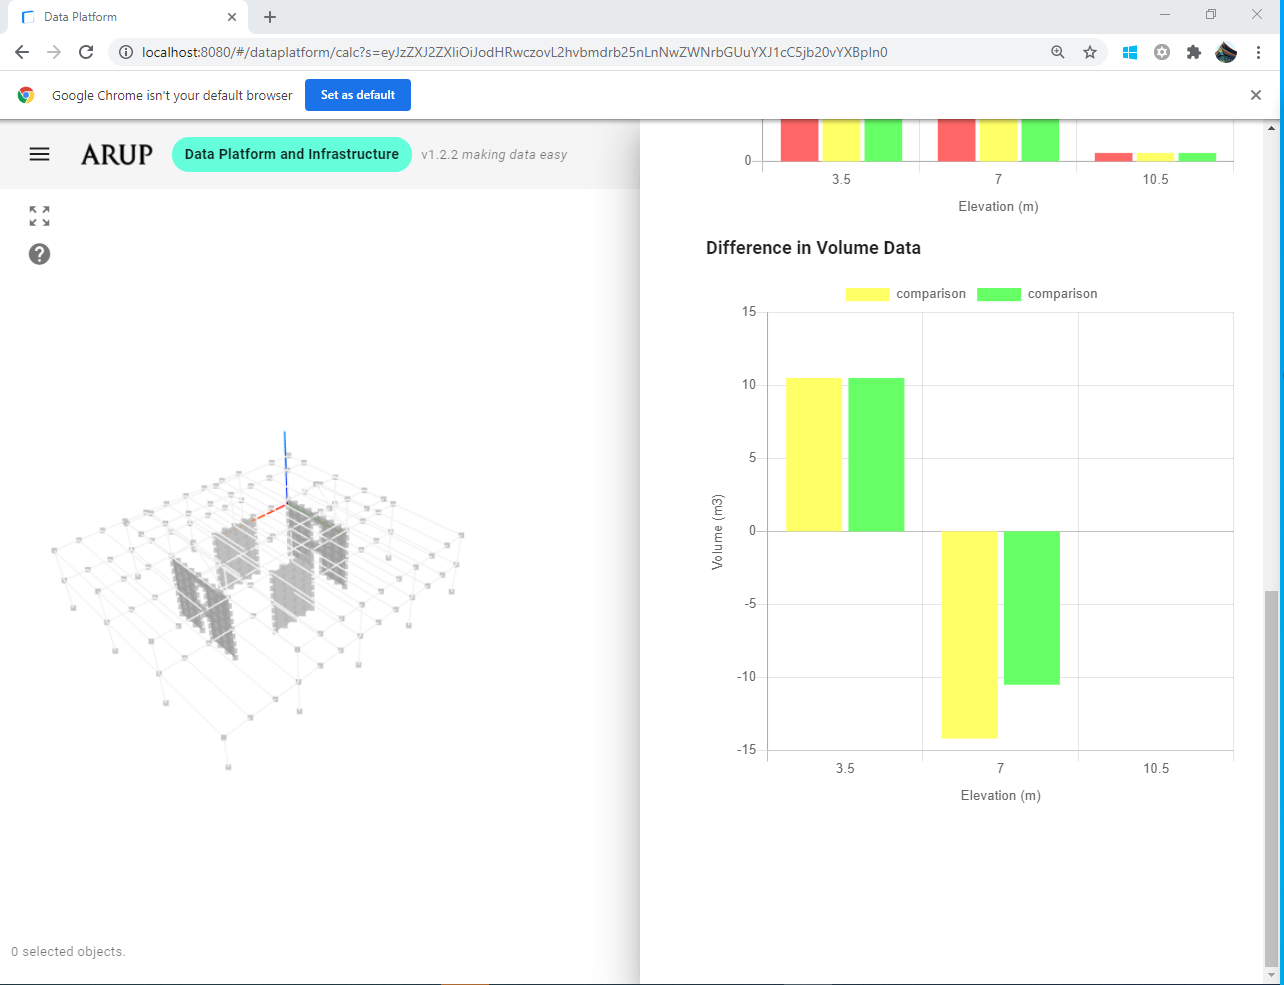 Data Platform
localhost:8080/#/dataplatform/calc?s=eyJzZXJ2ZXIiOiJodHRwczovL2hvbmdrb25nLnNwZWNrbGUuYXJ1cC5jb20vYXBpIn0
Google Chrome isn't your default browser
Set as default
ARUP
Data Platform and Infrastructure
v1.2.2 making data easy
0
3.5
7
10.5
Elevation (m)
Difference in Volume Data
comparison
comparison
15
10
5
0
-5
-10
-15
Volume (m3)
3.5
7
10.5
Elevation (m)
0 selected objects.